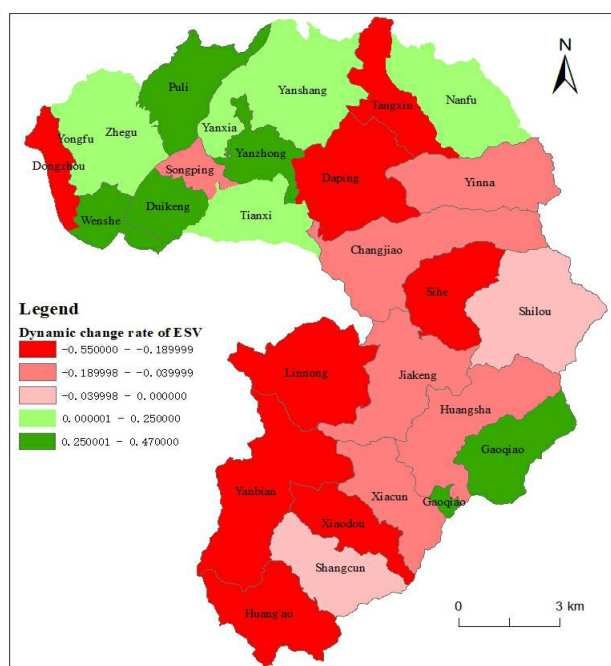 N
Puli
Yanshang
Tangxin
Nanfu
Yongfu
Zhegu
Yanxia
Dongzhou
Songping
Yanzhong
Daping
Yinna
Wenshe
Duikeng
Tianxi
Changjiao
Sihe
Shilou
Legend
Dynamic change rate of ESV
-0.550000 - -0.189999
-0.189998 - -0.039999
-0.039998 - 0.000000
0.000001 - 0.250000
0.250001 - 0.470000
Linnong
Jiakeng
Huangsha
Gaoqiao
Yanbian
Xiacun
Gaoqiao
Xiaodou
Shangcun
Huang'ao
0 3 km